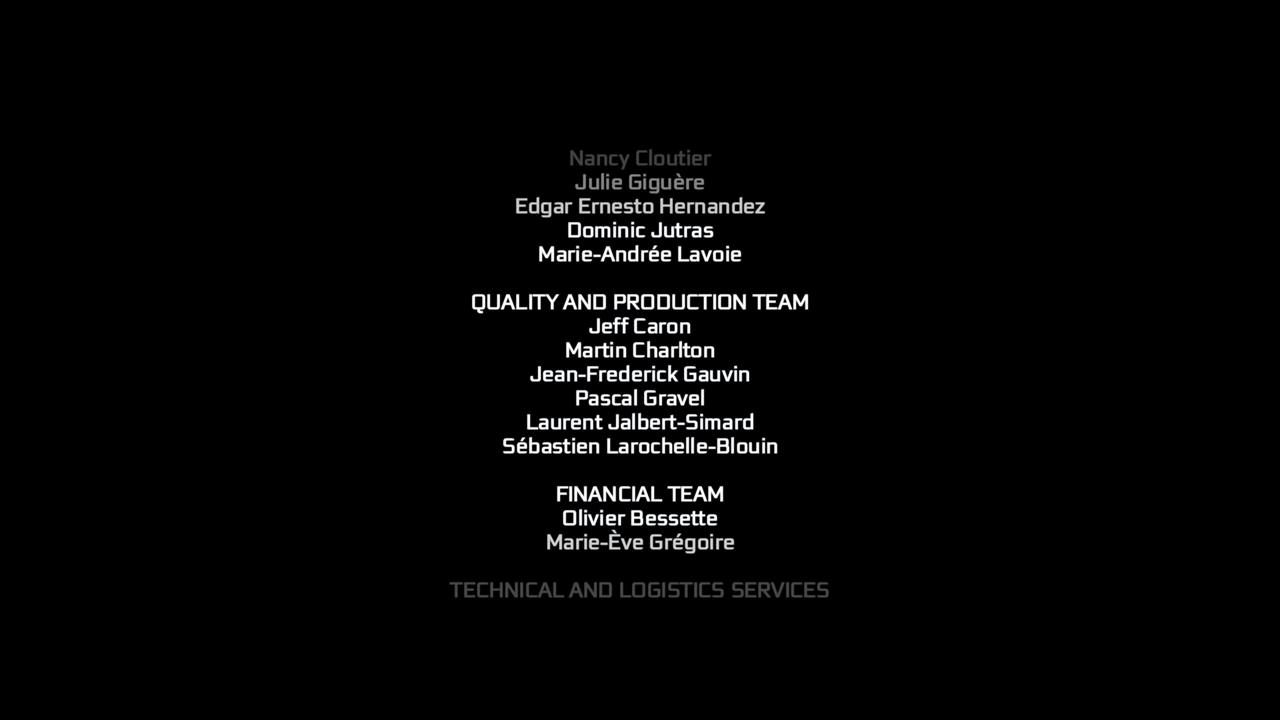 Nancy Cloutier
Julie Giguère
Edgar Ernesto Hernandez
Dominic Jutras
Marie-Andrée Lavoie
QUALITY AND PRODUCTION TEAM
Jeff Caron
Martin Charlton
Jean-Frederick Gauvin
Pascal Gravel
Laurent Jalbert-Simard
Sébastien Larochelle-Blouin
FINANCIAL TEAM
Olivier Bessette
Marie-Ève Grégoire
TECHNICAL AND LOGISTICS SERVICES